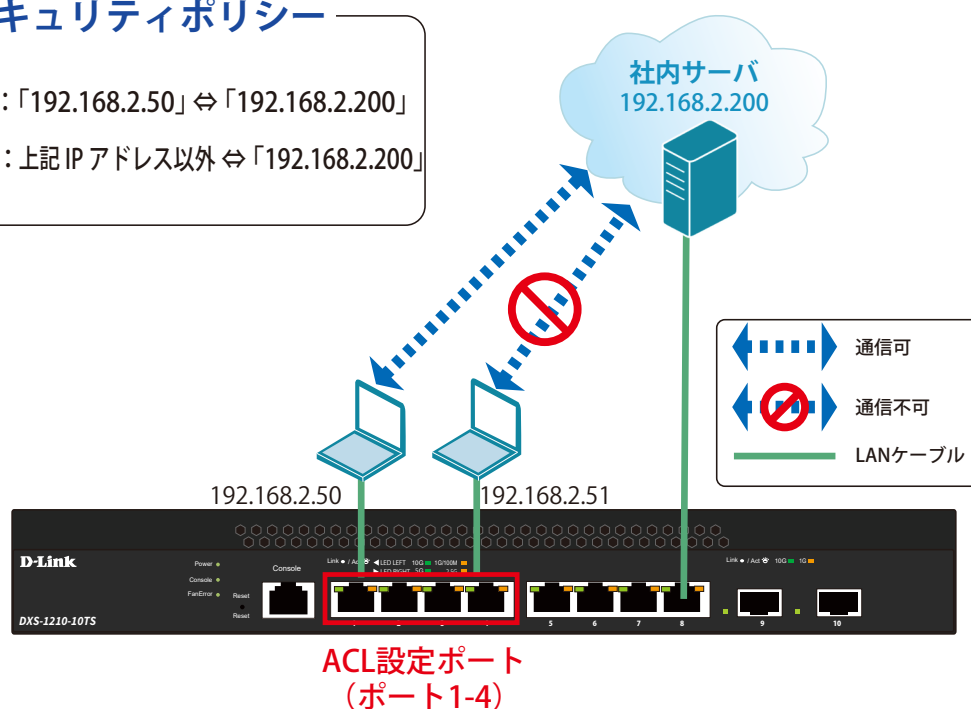 キュリティポリシー
：「192.168.2.50」⇔「192.168.2.200」
：上記 IP アドレス以外 ⇔「192.168.2.200」
社内サーバ
192.168.2.200
通信可
通信不可
LANケーブル
192.168.2.50
192.168.2.51
D-Link
Power
Console
FanError
Reset
Reset
Console
Link ● / Act
◀LED LEFT 10G 1G/100M
▶LED RIGHT 5G 2.5G
Link ● / Act 10G 1G
DXS-1210-10TS
5 6 7 8 9 10
ACL設定ポート
（ポート1-4）